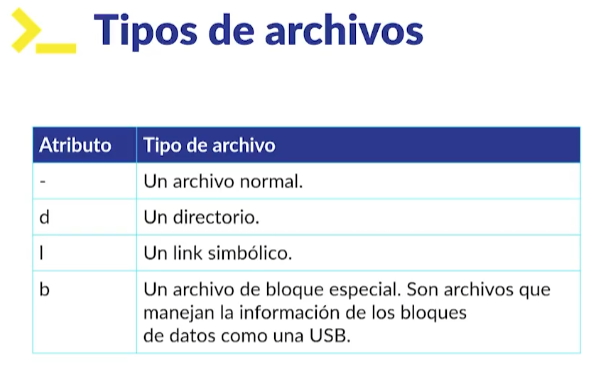 >_ Tipos de archivos
Atributo Tipo de archivo
- Un archivo normal.
d Un directorio.
l Un link simbólico.
b Un archivo de bloque especial. Son archivos que
manejan la información de los bloques
de datos como una USB.